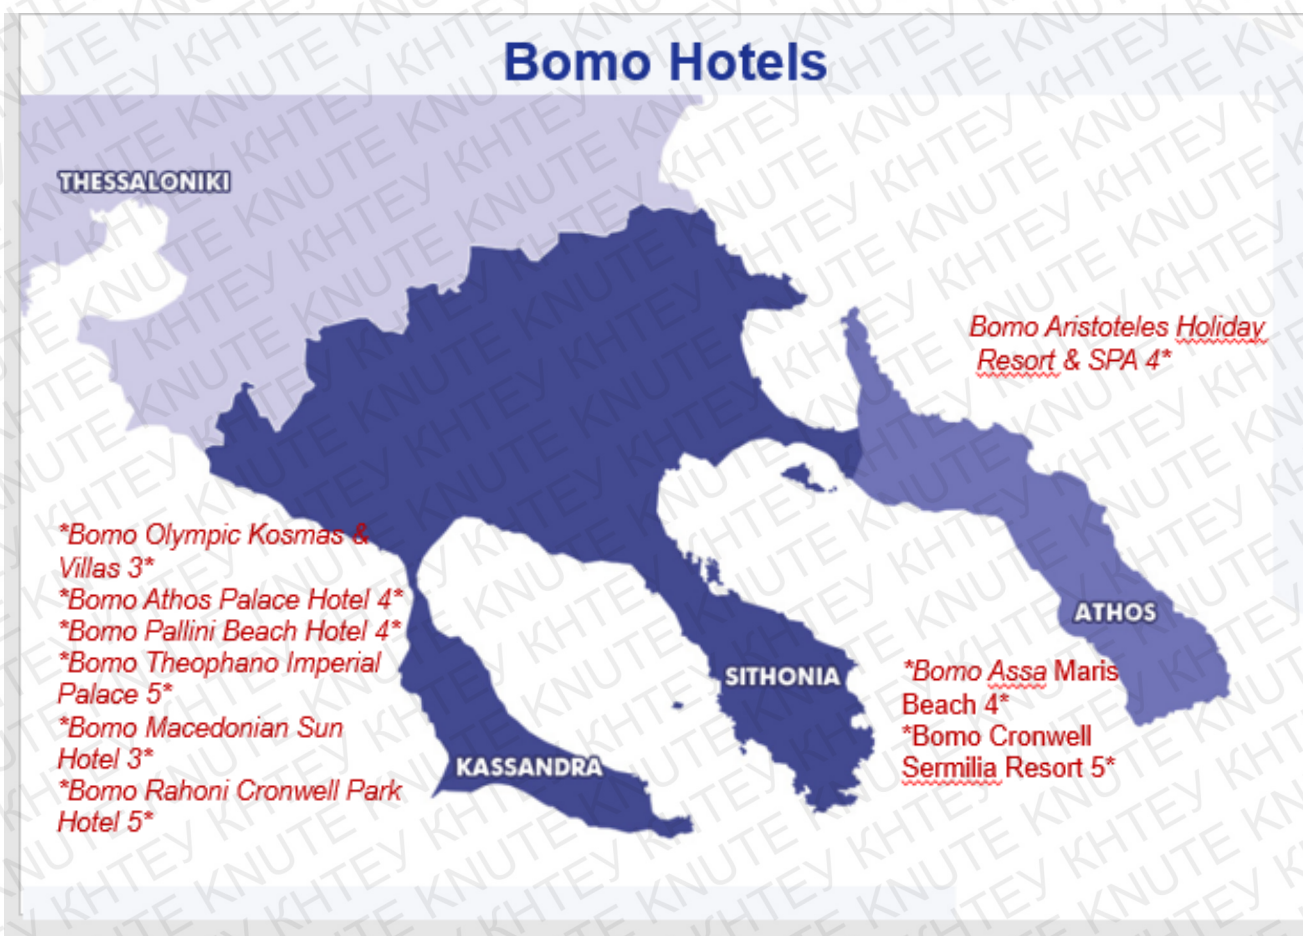 Bomo Hotels
THESSALONIKI
Bomo Aristoteles Holiday
Resort & SPA 4*
*Bomo Olympic Kosmas &
Villas 3*
*Bomo Athos Palace Hotel 4*
*Bomo Pallini Beach Hotel 4*
*Bomo Theophano Imperial
Palace 5*
*Bomo Macedonian Sun
Hotel 3*
*Bomo Rahoni Cronwell Park
Hotel 5*
KASSANDRA
SITHONIA
ATHOS
*Bomo Assa Maris
Beach 4*
*Bomo Cronwell
Sermilia Resort 5*
КНТЕУ KNUTE